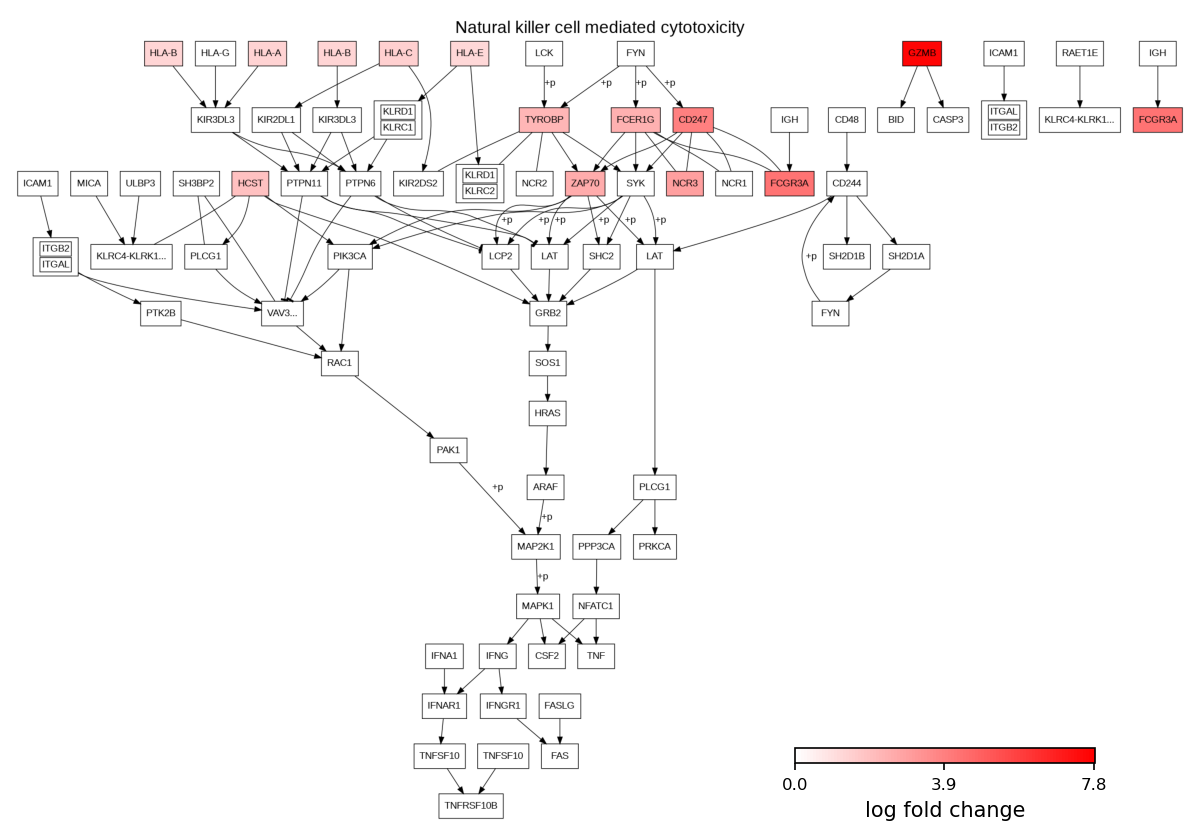 Natural killer cell mediated cytotoxicity
HLA-B
HLA-G
HLA-A
HLA-B
HLA-C
HLA-E
LCK
FYN
GZMB
ICAM1
RAET1E
IGH
+p
+p
+p
+p
KIR3DL3
KIR2DL1
KIR3DL3
KLRD1
KLRC1
TYROBP
FCER1G
CD247
IGH
CD48
BID
CASP3
ITGAL
ITGB2
KLRC4-KLRK1...
FCGR3A
ICAM1
MICA
ULBP3
SH3BP2
HCST
PTPN11
PTPN6
KIR2DS2
KLRD1
KLRC2
NCR2
ZAP70
SYK
NCR3
NCR1
FCGR3A
CD244
+p
+p
+p
+p
+p
+p
ITGB2
ITGAL
KLRC4-KLRK1...
PLCG1
PIK3CA
LCP2
LAT
SHC2
LAT
+p
SH2D1B
SH2D1A
PTK2B
VAV3...
GRB2
FYN
RAC1
SOS1
HRAS
PAK1
+p
ARAF
PLCG1
+p
MAP2K1
PPP3CA
PRKCA
+p
MAPK1
NFATC1
IFNA1
IFNG
CSF2
TNF
IFNAR1
IFNGR1
FASLG
TNFSF10
TNFSF10
FAS
TNFRSF10B
0.0
3.9
7.8
log fold change